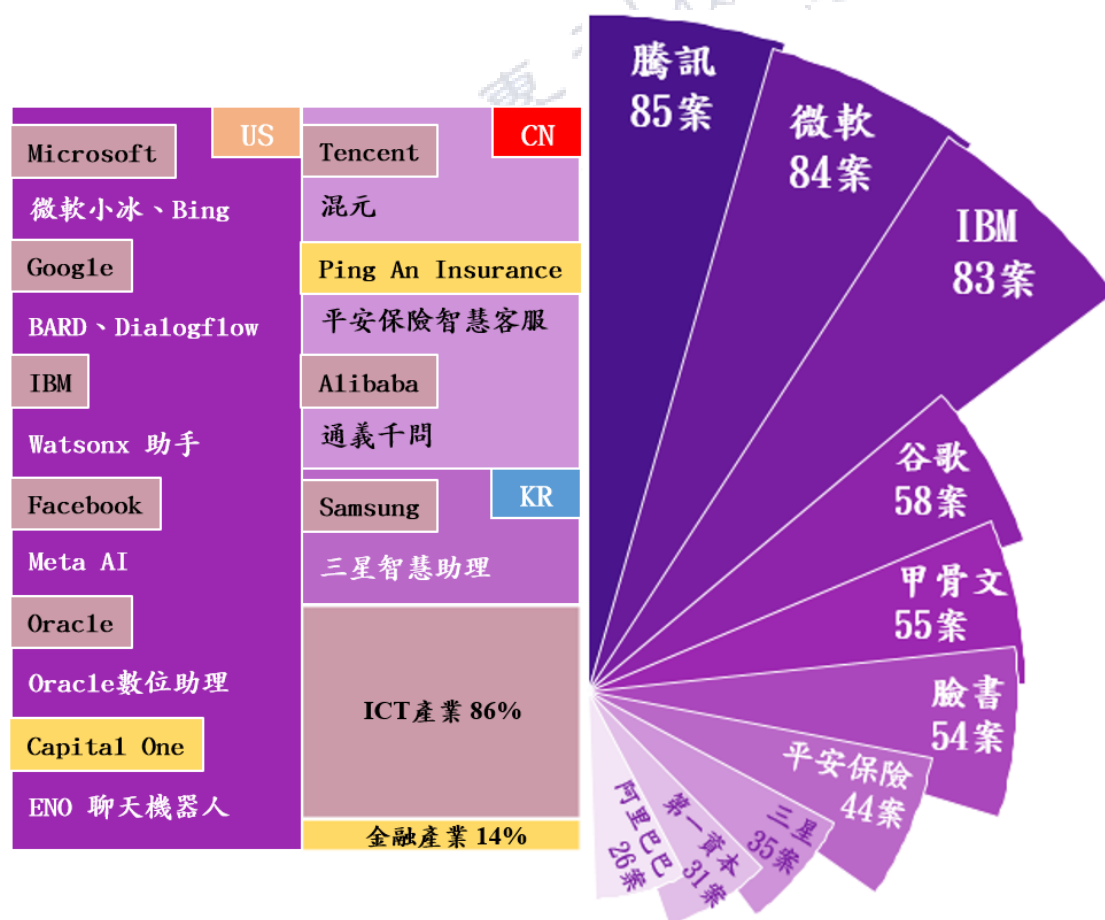 US
Microsoft
微軟小冰、Bing
Google
BARD、Dialogflow
IBM
Watsonx 助手
Facebook
Meta AI
Oracle
Oracle數位助理
Capital One
ENO 聊天機器人
CN
Tencent
混元
Ping An Insurance
平安保險智慧客服
Alibaba
通義千問
KR
Samsung
三星智慧助理
ICT產業 86%
金融產業 14%
騰訊
85案
微軟
84案
IBM
83案
谷歌
58案
甲骨文
55案
臉書
54案
平安保險
44案
三星
35案
第一資本
31案
阿里巴巴
26案